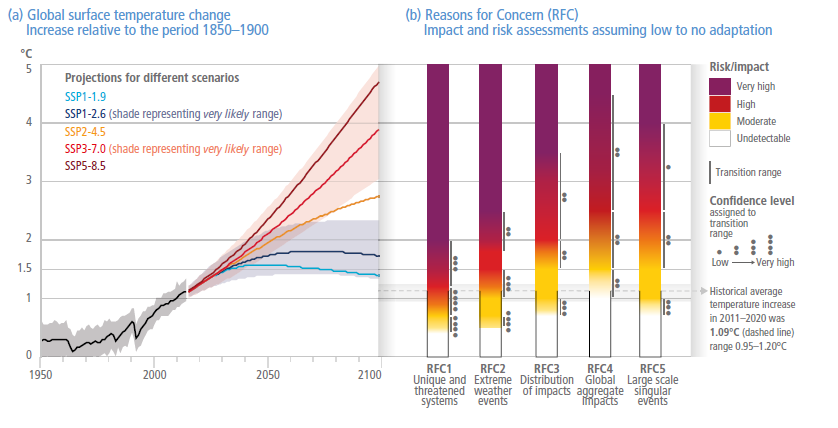 (a) Global surface temperature change
Increase relative to the period 1850–1900
(b) Reasons for Concern (RFC)
Impact and risk assessments assuming low to no adaptation
°C
5
4
3
2
1.5
1
0
Projections for different scenarios
SSP1-1.9
SSP1-2.6 (shade representing very likely range)
SSP2-4.5
SSP3-7.0 (shade representing very likely range)
SSP5-8.5
1950
2000
2050
2100
RFC1
Unique and
threatened
systems
RFC2
Extreme
weather
events
RFC3
Distribution
of impacts
RFC4
Global
aggregate
impacts
RFC5
Large scale
singular
events
Risk/impact
Very high
High
Moderate
Undetectable
Transition range
Confidence level
assigned to
transition
range
Low
Very high
Historical average
temperature increase
in 2011–2020 was
1.09°C (dashed line)
range 0.95–1.20°C